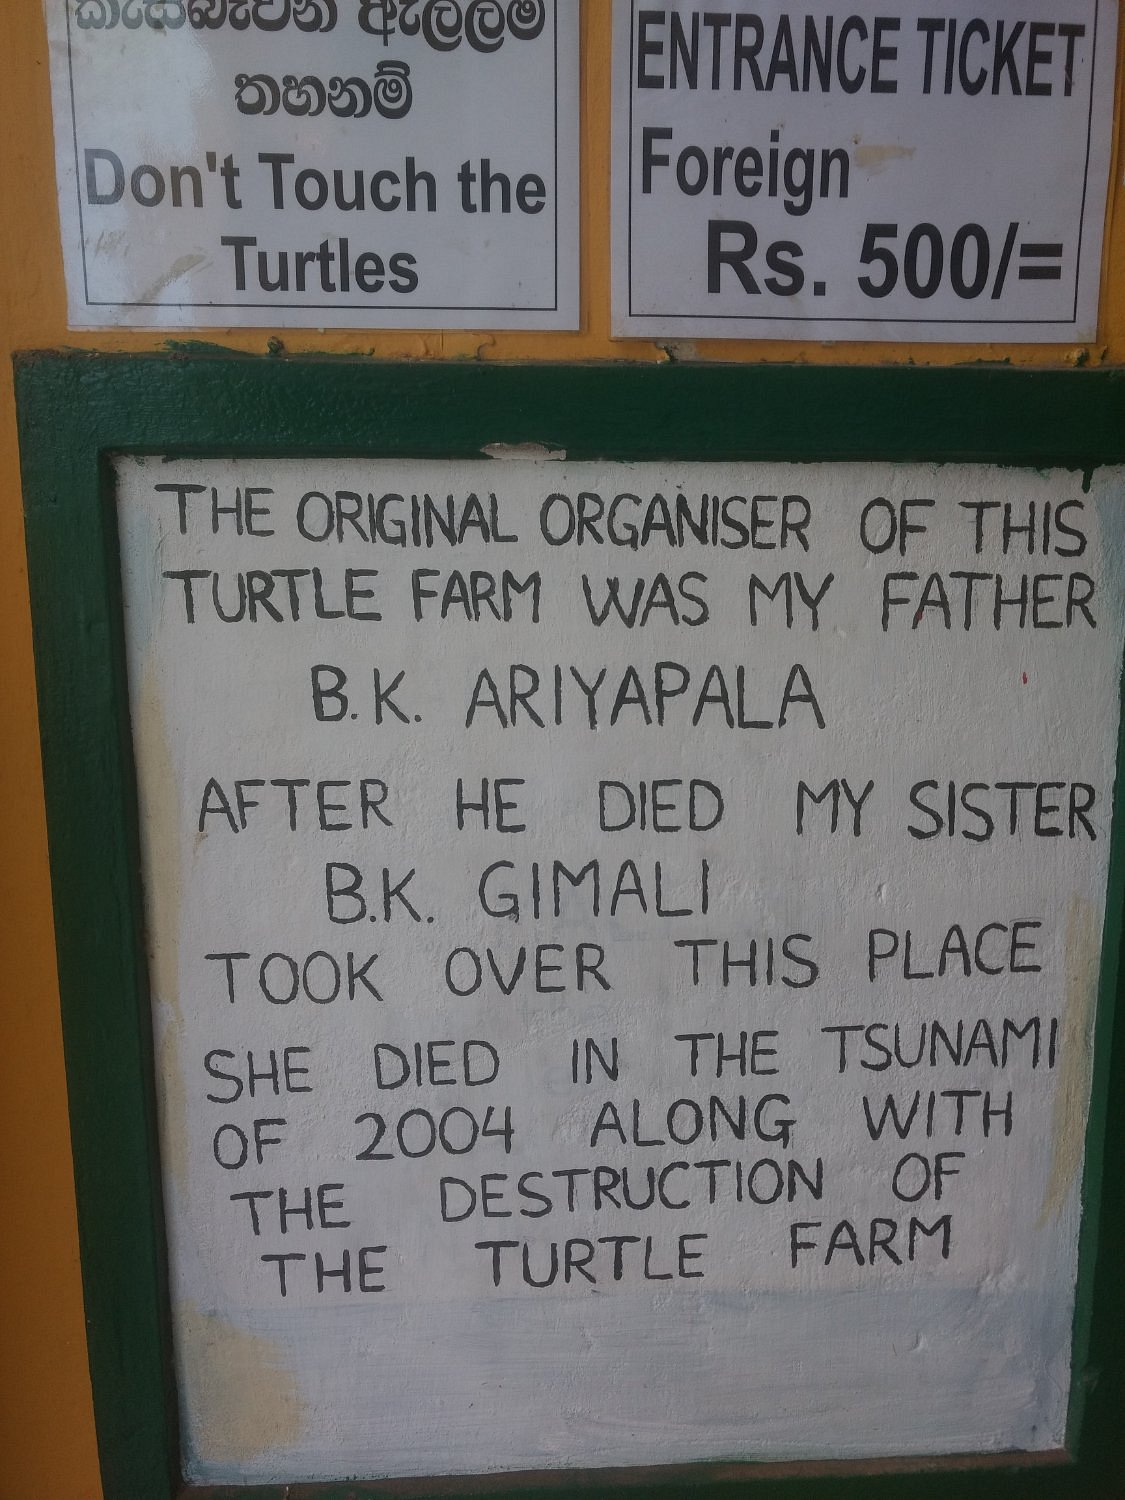 කැස්බෑවන් ඇල්ලම්
තහනම්
Don't Touch the
Turtles
ENTRANCE TICKET
Foreign
Rs. 500/=
THE ORIGINAL ORGANISER OF THIS
TURTLE FARM WAS MY FATHER
B.K. ARIYAPALA
AFTER HE DIED MY SISTER
B.K. GIMALI
TOOK OVER THIS PLACE
SHE DIED IN THE TSUNAMI
OF 2004 ALONG WITH
THE DESTRUCTION OF
THE TURTLE FARM